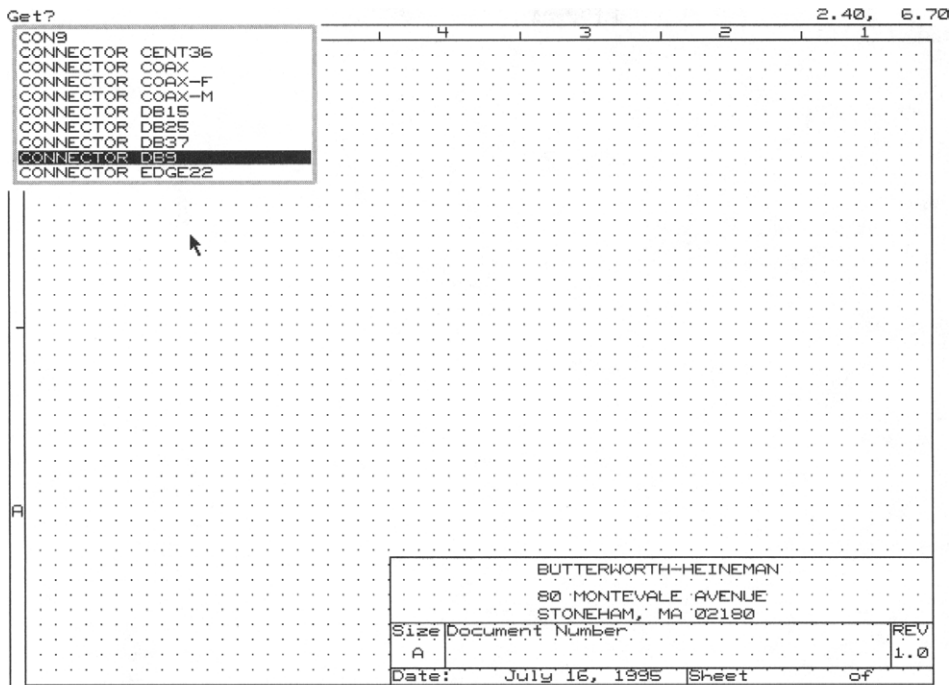 Get? 2.40, 6.70
CON9
CONNECTOR CENT36
CONNECTOR COAX
CONNECTOR COAX-F
CONNECTOR COAX-M
CONNECTOR DB15
CONNECTOR DB25
CONNECTOR DB37
CONNECTOR DB9
CONNECTOR EDGE22
4 3 2 1
A
BUTTERWORTH-HEINEMAN
80 MONTEVALE AVENUE
STONEHAM, MA 02180
Size Document Number REV
A 1.0
Date: July 16, 1995 Sheet of